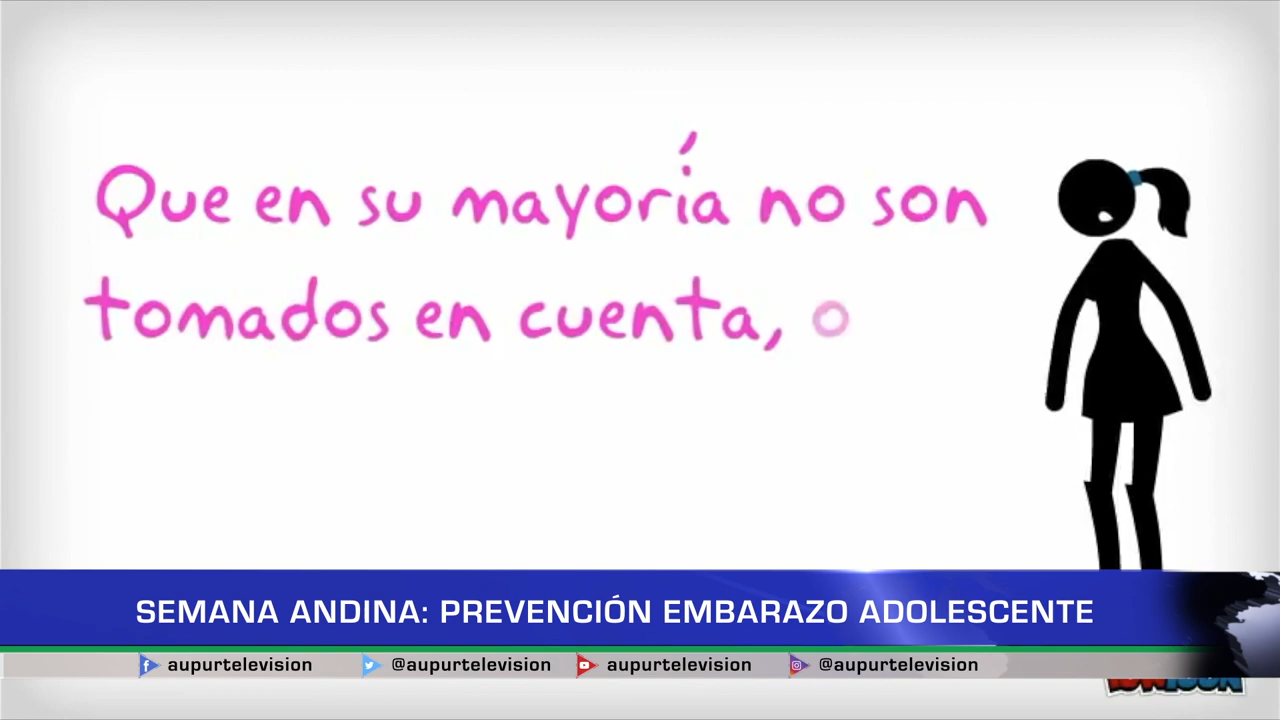 Que en su mayoría no son
tomados en cuenta, o
SEMANA ANDINA: PREVENCIÓN EMBARAZO ADOLESCENTE
aupurtelevision @aupurtelevision aupurtelevision @aupurtelevision